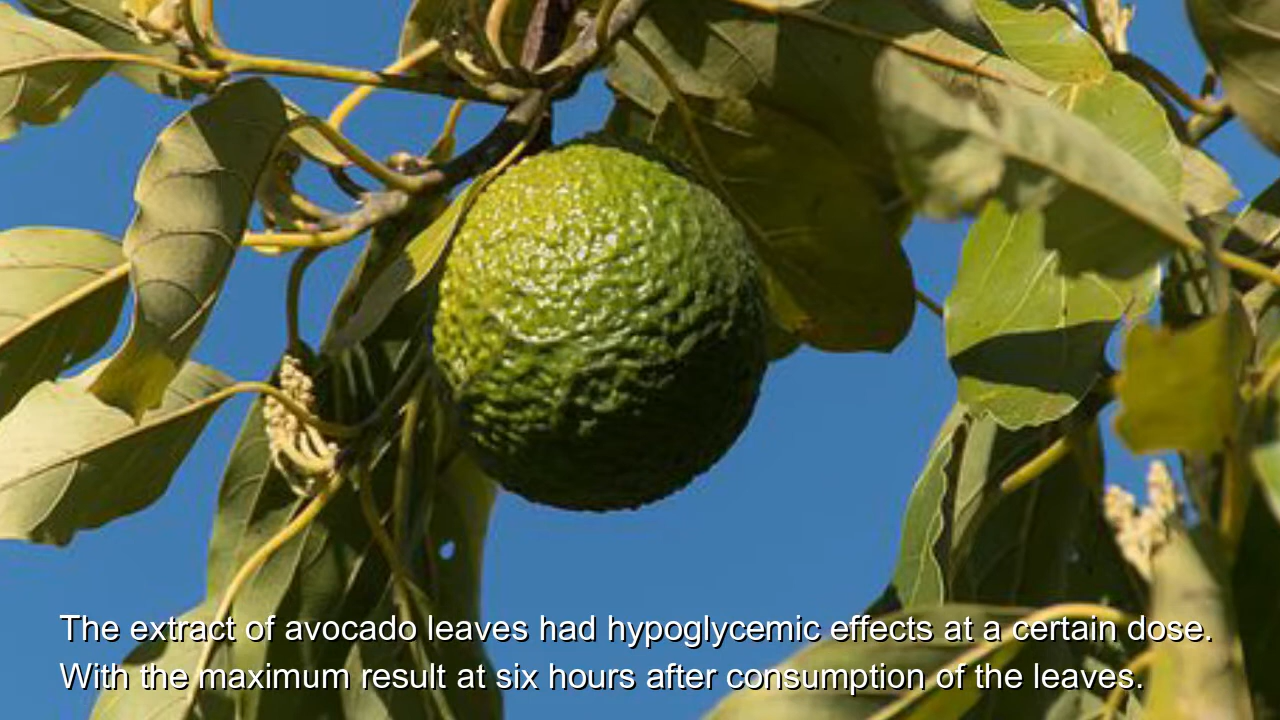 The extract of avocado leaves had hypoglycemic effects at a certain dose.
With the maximum result at six hours after consumption of the leaves.